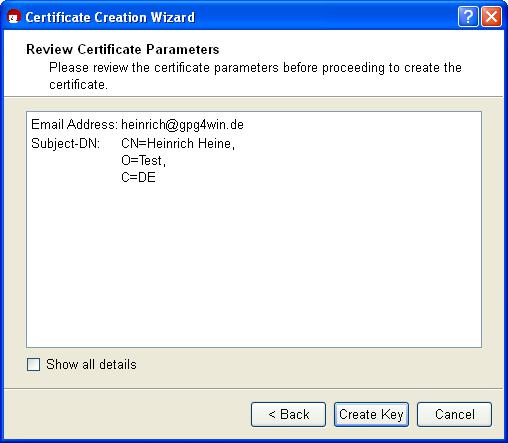 Certificate Creation Wizard
Review Certificate Parameters
Please review the certificate parameters before proceeding to create the
certificate.
Email Address: heinrich@gpg4win.de
Subject-DN: CN=Heinrich Heine,
O=Test,
C=DE
Show all details
< Back Create Key Cancel